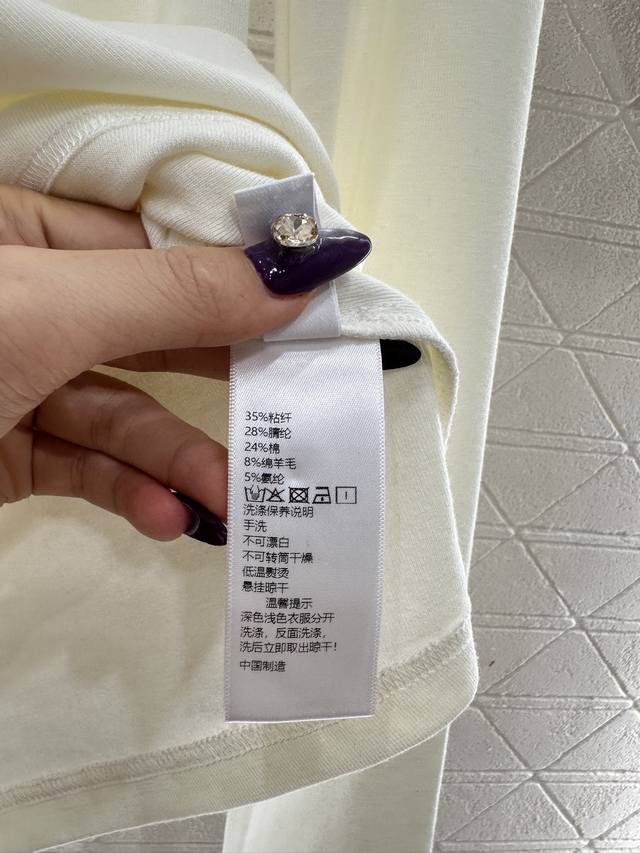 35%粘纤
28%腈纶
24%棉
8%绵羊毛
5%氨纶
洗涤保养说明
手洗
不可漂白
不可转筒干燥
低温熨烫
悬挂晾干
温馨提示
深色浅色衣服分开
洗涤，反面洗涤，
洗后立即取出晾干！
中国制造